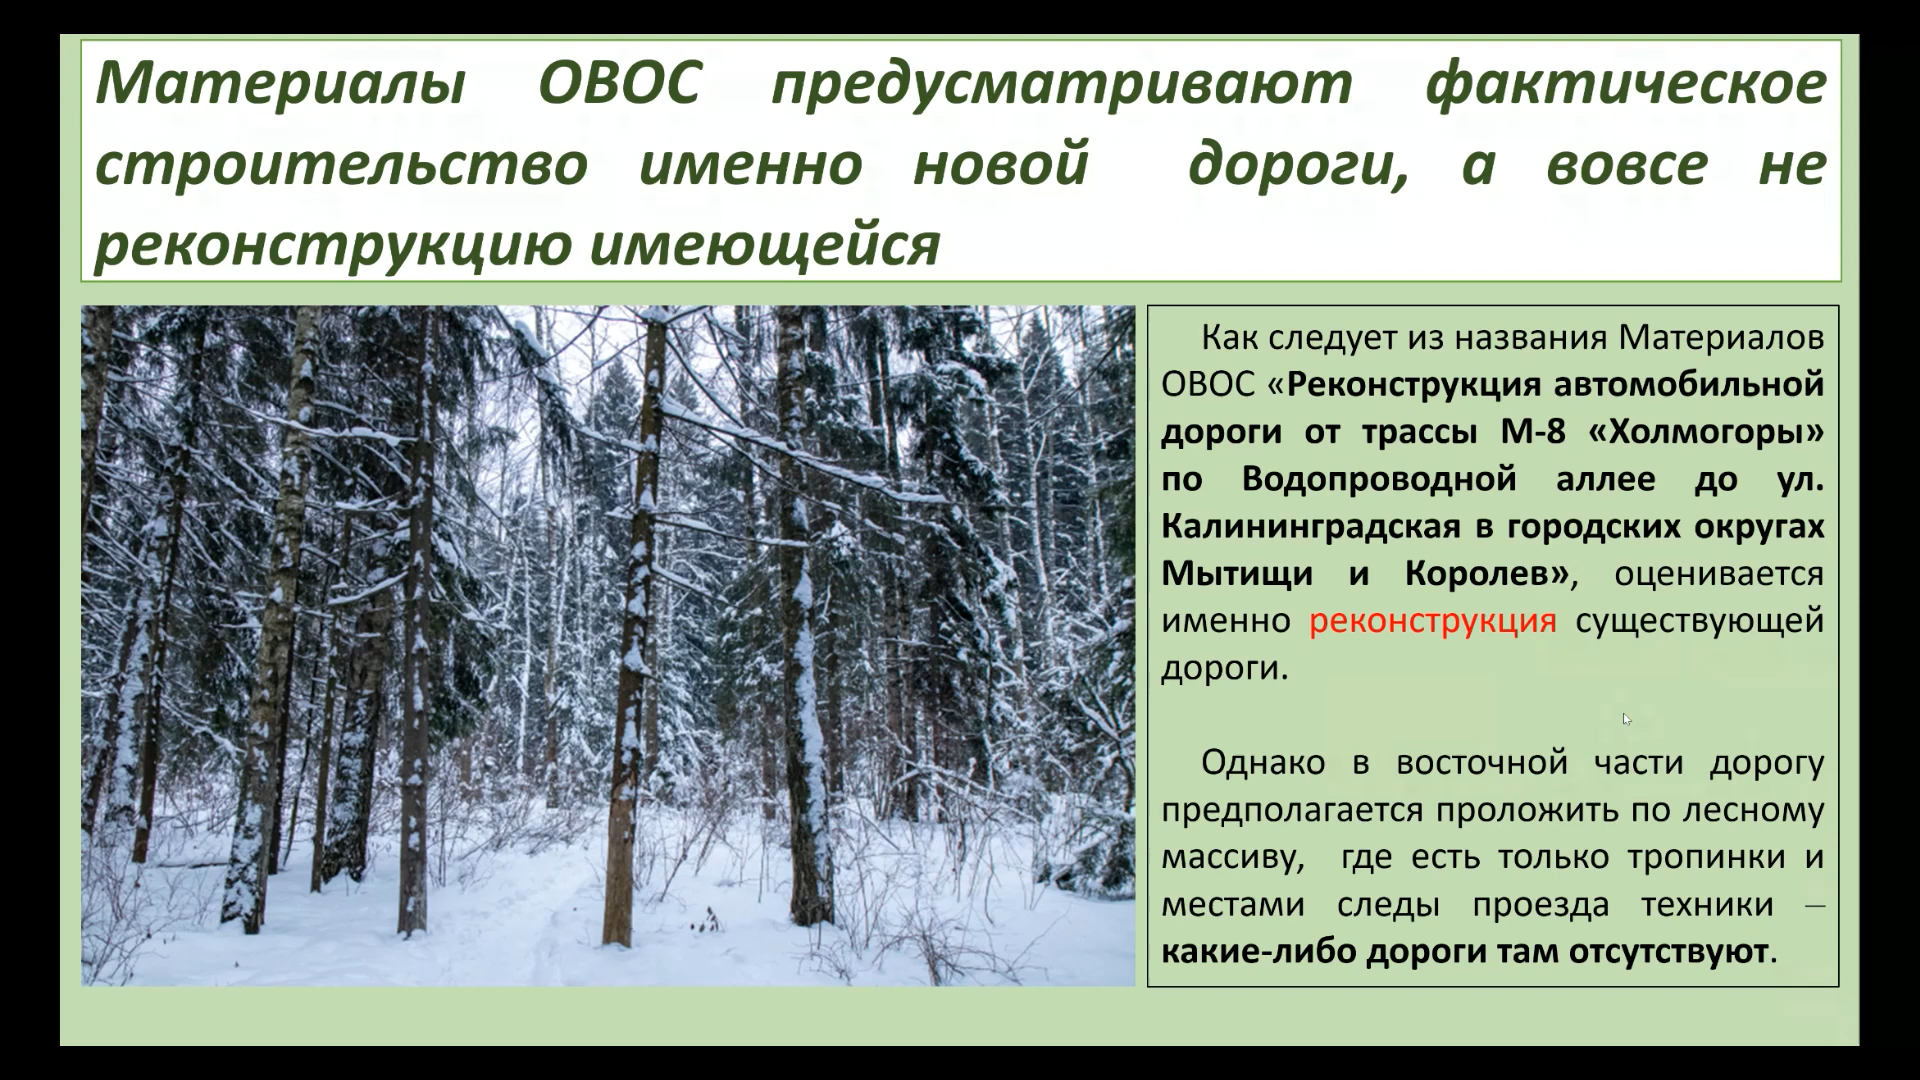 Материалы ОВОС предусматривают фактическое
строительство именно новой дороги, а вовсе не
реконструкцию имеющейся
Как следует из названия Материалов
ОВОС «Реконструкция автомобильной
дороги от трассы М-8 «Холмогоры»
по Водопроводной аллее до ул.
Калининградская в городских округах
Мытищи и Королев», оценивается
именно реконструкция существующей
дороги.
Однако в восточной части дорогу
предполагается проложить по лесному
массиву, где есть только тропинки и
местами следы проезда техники –
какие-либо дороги там отсутствуют.